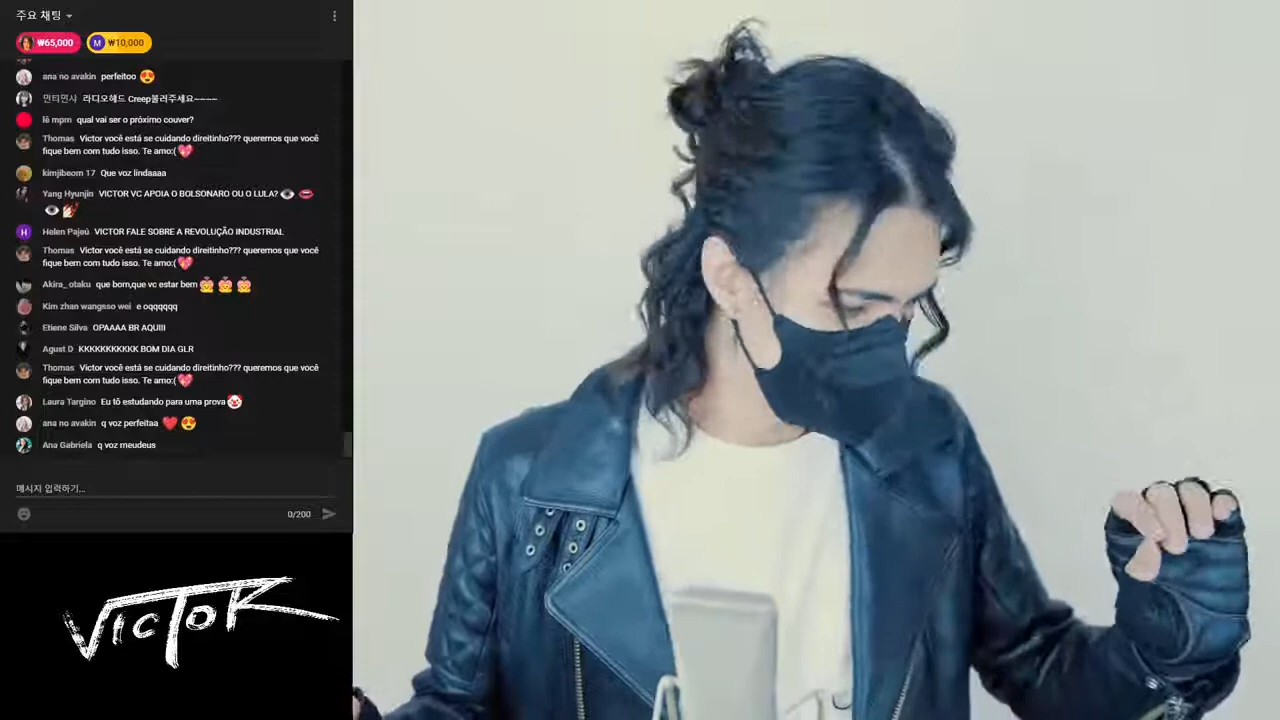 주요 채팅
₩65,000
M ₩10,000
ana no avakin perfeitoo
만티만사 라디오헤드 Creep불러주세요~~~~
lê mpm qual vai ser o próximo couver?
Thomas Victor você está se cuidando direitinho??? queremos que você
fique bem com tudo isso. Te amo:(
kimjibeom 17 Que voz lindaaaa
Yang Hyunjin VICTOR VC APOIA O BOLSONARO OU O LULA?
H Helen Pajeú VICTOR FALE SOBRE A REVOLUÇÃO INDUSTRIAL
Thomas Victor você está se cuidando direitinho??? queremos que você
fique bem com tudo isso. Te amo:(
Akira_ otaku que bom,que vc estar bem
Kim zhan wangsso wei e oqqqqqq
Etiene Silva OPAAAA BR AQUIII
Agust D KKKKKKKKKKK BOM DIA GLR
Thomas Victor você está se cuidando direitinho??? queremos que você
fique bem com tudo isso. Te amo:(
Laura Targino Eu tô estudando para uma prova
ana no avakin q voz perfeitaa
Ana Gabriela q voz meudeus
메시지 입력하기...
0/200
VICTOR